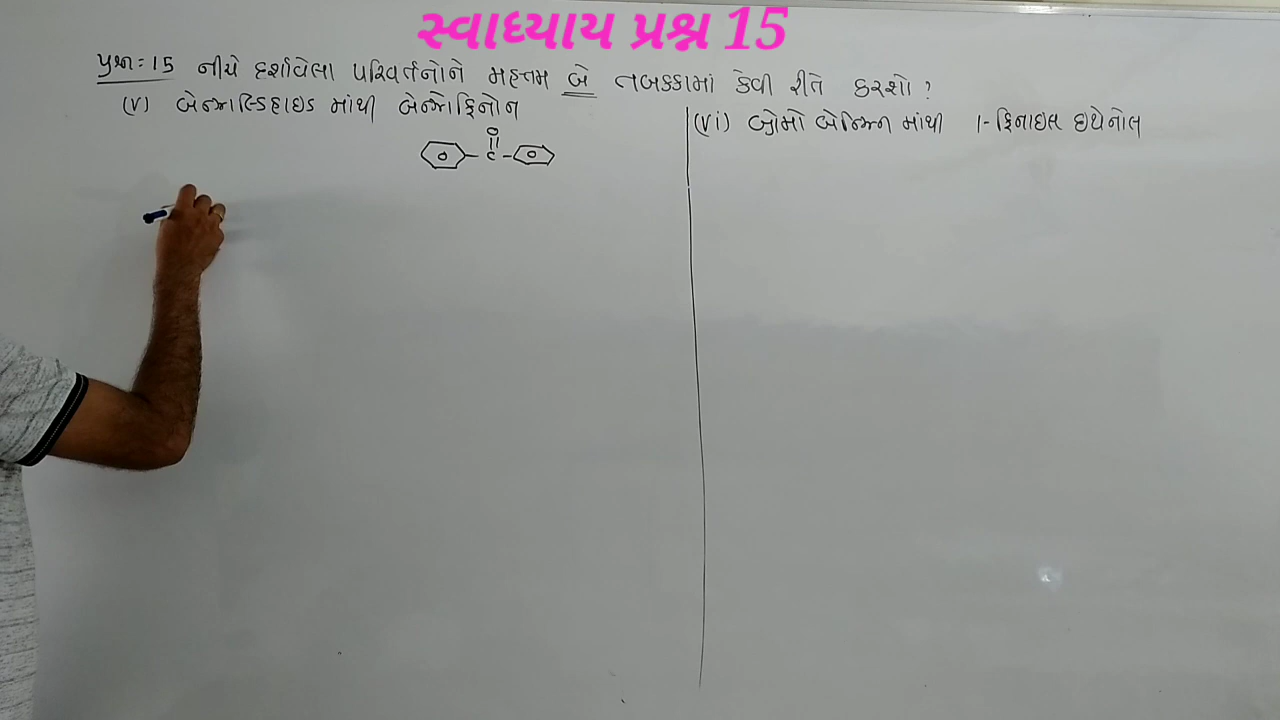 સ્વાધ્યાય પ્રશ્ન 15
પ્રશ્ન:15 નીચે દર્શાવેલા પરિવર્તનોને મહત્તમ બે તબક્કામાં કેવી રીતે કરશો ?
(v) બેન્ઝાલ્ડિહાઇડ માંથી બેન્ઝોફિનોન
O
C
(vi) બ્રોમો બેન્ઝિન માંથી 1-ફિનાઇલ ઇથેનોલ